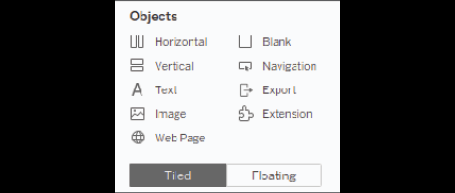 Objects
Horizontal
Blank
Vertical
Navigation
Text
Export
Image
Extension
Web Page
Tiled
Floating